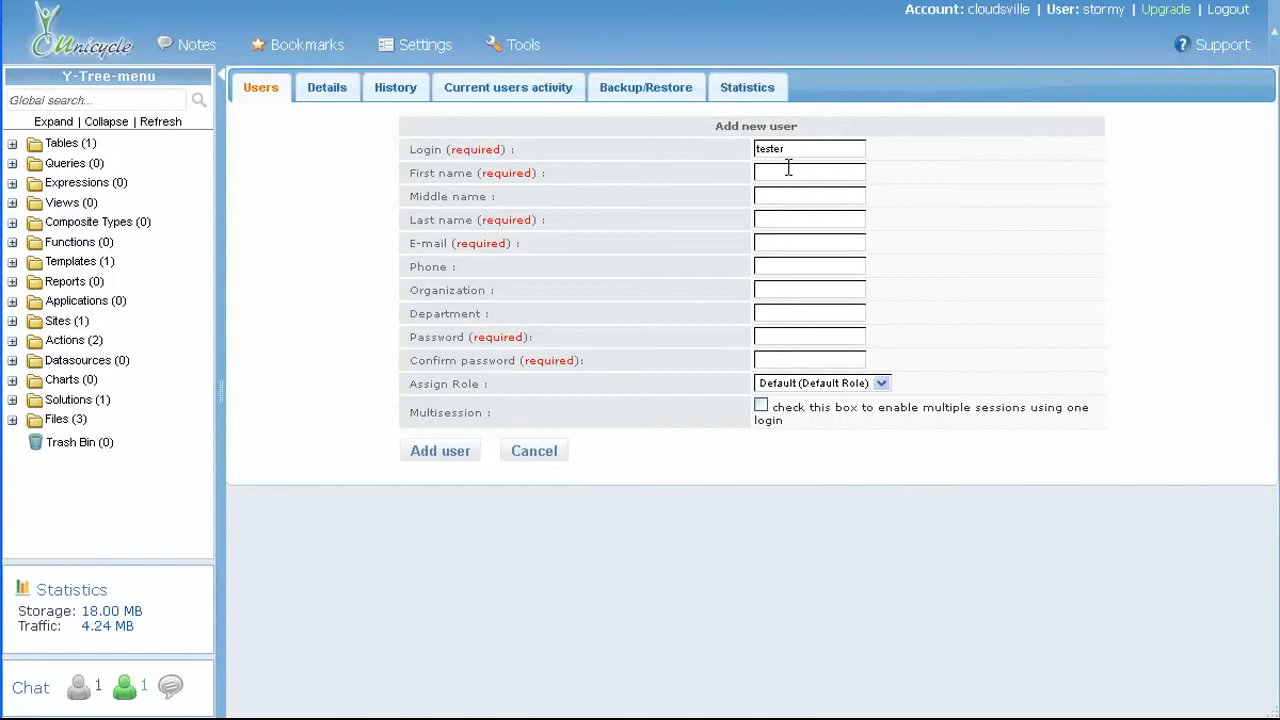 Account: cloudsville | User: stormy | Upgrade | Logout
Unicycle
Notes
Bookmarks
Settings
Tools
Support
Y-Tree-menu
Users
Details
History
Current users activity
Backup/Restore
Statistics
Global search...
Expand | Collapse | Refresh
Tables (1)
Queries (0)
Expressions (0)
Views (0)
Composite Types (0)
Functions (0)
Templates (1)
Reports (0)
Applications (0)
Sites (1)
Actions (2)
Datasources (0)
Charts (0)
Solutions (1)
Files (3)
Trash Bin (0)
Add new user
Login (required) : tester
First name (required) :
Middle name :
Last name (required) :
E-mail (required) :
Phone :
Organization :
Department :
Password (required):
Confirm password (required):
Assign Role : Default (Default Role)
Multisession : check this box to enable multiple sessions using one
login
Add user
Cancel
Statistics
Storage: 18.00 MB
Traffic: 4.24 MB
Chat 1 1